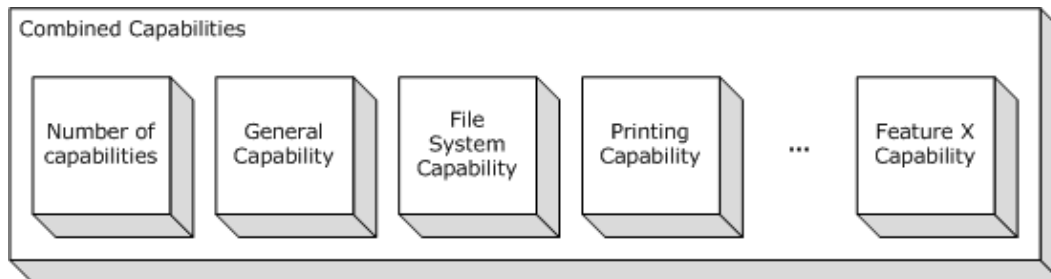 Combined Capabilities
Number of
capabilities
General
Capability
File
System
Capability
Printing
Capability
...
Feature X
Capability